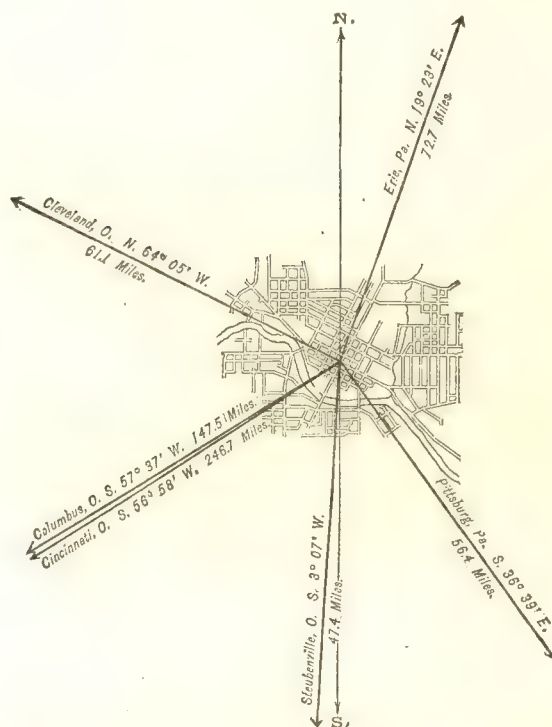 N.
Erie, Pa. N. 19° 23' E.
72.7 Miles.
Cleveland, O. N. 64° 05' W.
61.1 Miles.
Columbus, O. S. 57° 37' W. 147.5 Miles.
Cincinnati, O. S. 56° 58' W. 246.7 Miles.
Pittsburg, Pa. S. 36° 39' E.
56.4 Miles.
Steubenville, O. S. 3° 07' W.
47.4 Miles.
S.